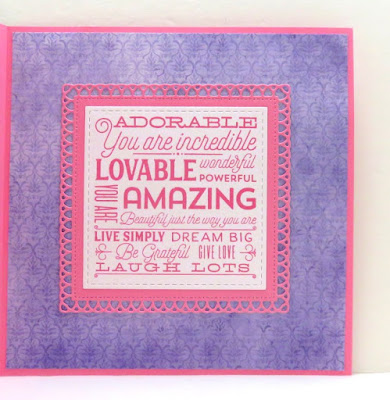 ADORABLE
You are incredible
LOVABLE wonderful
POWERFUL
YOU ARE AMAZING
Beautiful just the way you are
LIVE SIMPLY DREAM BIG
Be Grateful GIVE LOVE
LAUGH LOTS